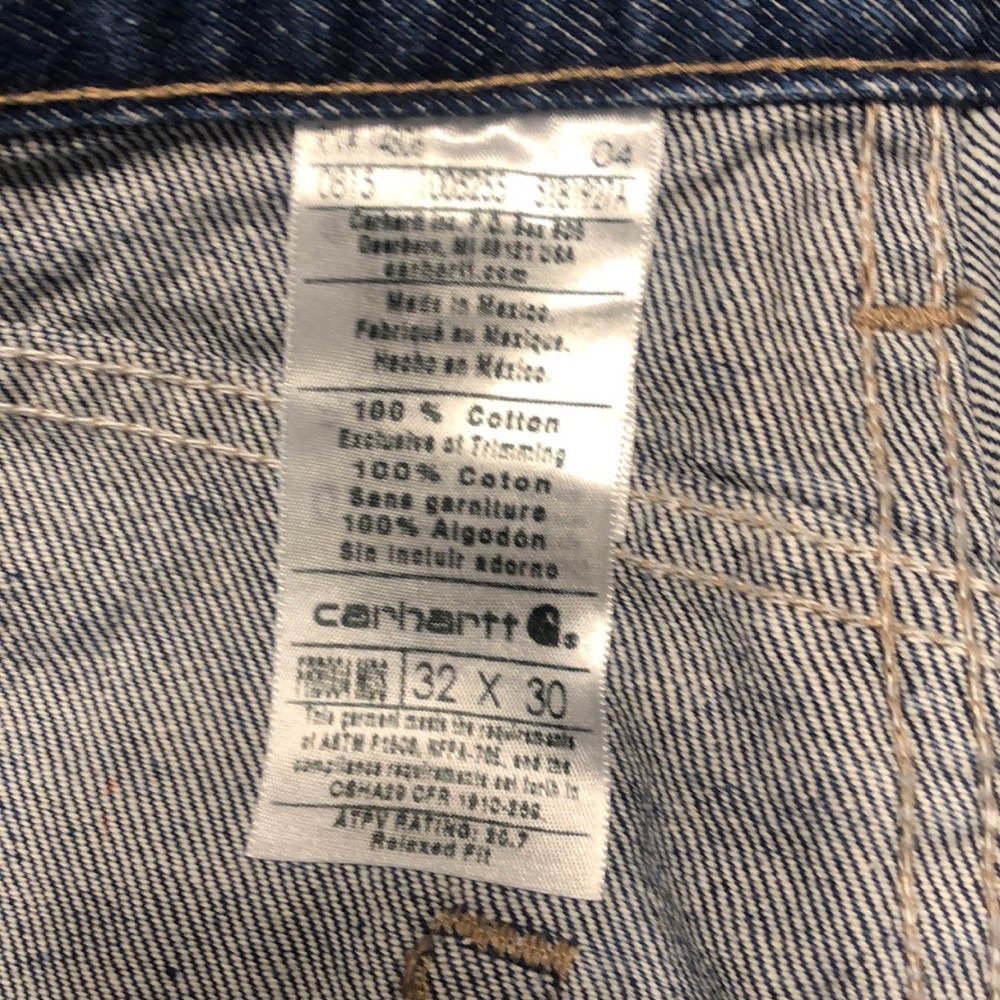 04
0815
Carhartt Inc. P.O. Box 600
Dearborn, MI 48121 USA
carhartt.com
Made in Mexico.
Fabriqué au Mexique.
Hecho en México.
100 % Cotton
Exclusive of Trimming
100% Coton
Sans garniture
100% Algodón
Sin incluir adorno
carhartt
32 X 30
This garment meets the requirements
of ASTM F1506, NFPA-70E, and the
compliance requirements set forth in
OSHA29 CFR 1910-269
ATPV RATING: 20.7
Relaxed Fit